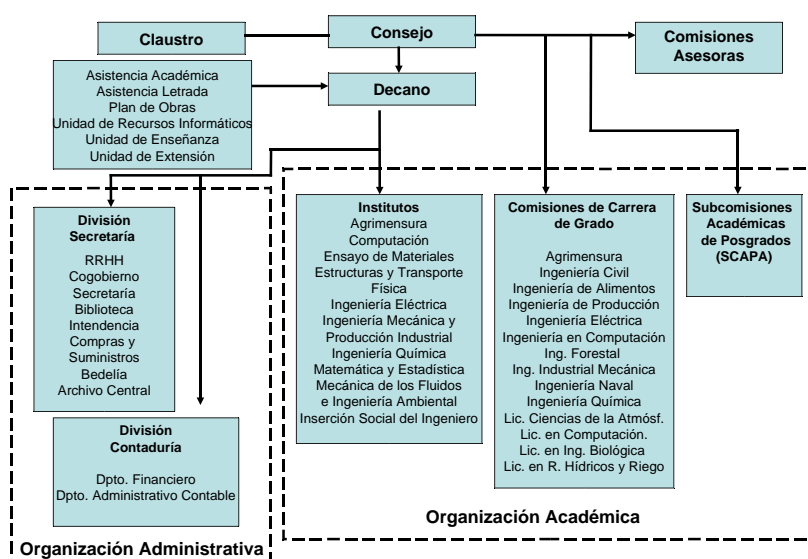 Claustro
Consejo
Comisiones
Asesoras
Asistencia Académica
Asistencia Letrada
Plan de Obras
Unidad de Recursos Informáticos
Unidad de Enseñanza
Unidad de Extensión
Decano
División
Secretaría
RRHH
Cogobierno
Secretaría
Biblioteca
Intendencia
Compras y
Suministros
Bedelía
Archivo Central
División
Contaduría
Dpto. Financiero
Dpto. Administrativo Contable
Organización Administrativa
Institutos
Agrimensura
Computación
Ensayo de Materiales
Estructuras y Transporte
Física
Ingeniería Eléctrica
Ingeniería Mecánica y
Producción Industrial
Ingeniería Química
Matemática y Estadística
Mecánica de los Fluidos
e Ingeniería Ambiental
Inserción Social del Ingeniero
Comisiones de Carrera
de Grado
Agrimensura
Ingeniería Civil
Ingeniería de Alimentos
Ingeniería de Producción
Ingeniería Eléctrica
Ingeniería en Computación
Ing. Forestal
Ing. Industrial Mecánica
Ingeniería Naval
Ingeniería Química
Lic. Ciencias de la Atmósf.
Lic. en Computación.
Lic. en Ing. Biológica
Lic. en R. Hídricos y Riego
Subcomisiones
Académicas
de Posgrados
(SCAPA)
Organización Académica